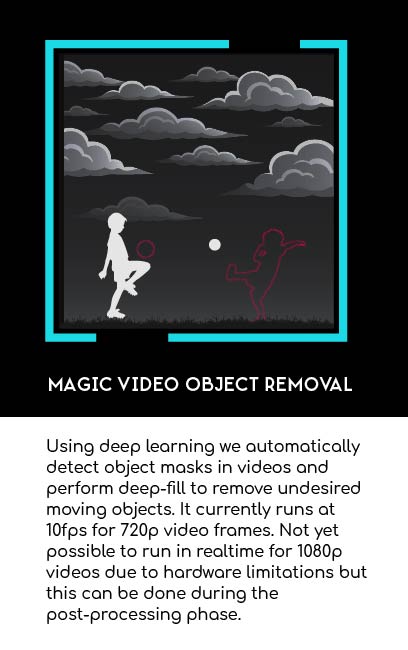 MAGIC VIDEO OBJECT REMOVAL
Using deep learning we automatically
detect object masks in videos and
perform deep-fill to remove undesired
moving objects. It currently runs at
10fps for 720p video frames. Not yet
possible to run in realtime for 1080p
videos due to hardware limitations but
this can be done during the
post-processing phase.